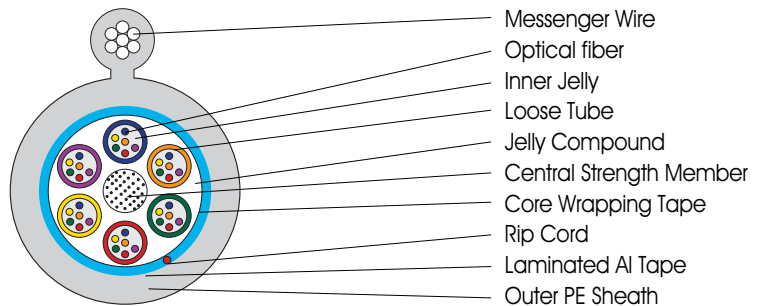 Messenger Wire
Optical fiber
Inner Jelly
Loose Tube
Jelly Compound
Central Strength Member
Core Wrapping Tape
Rip Cord
Laminated Al Tape
Outer PE Sheath